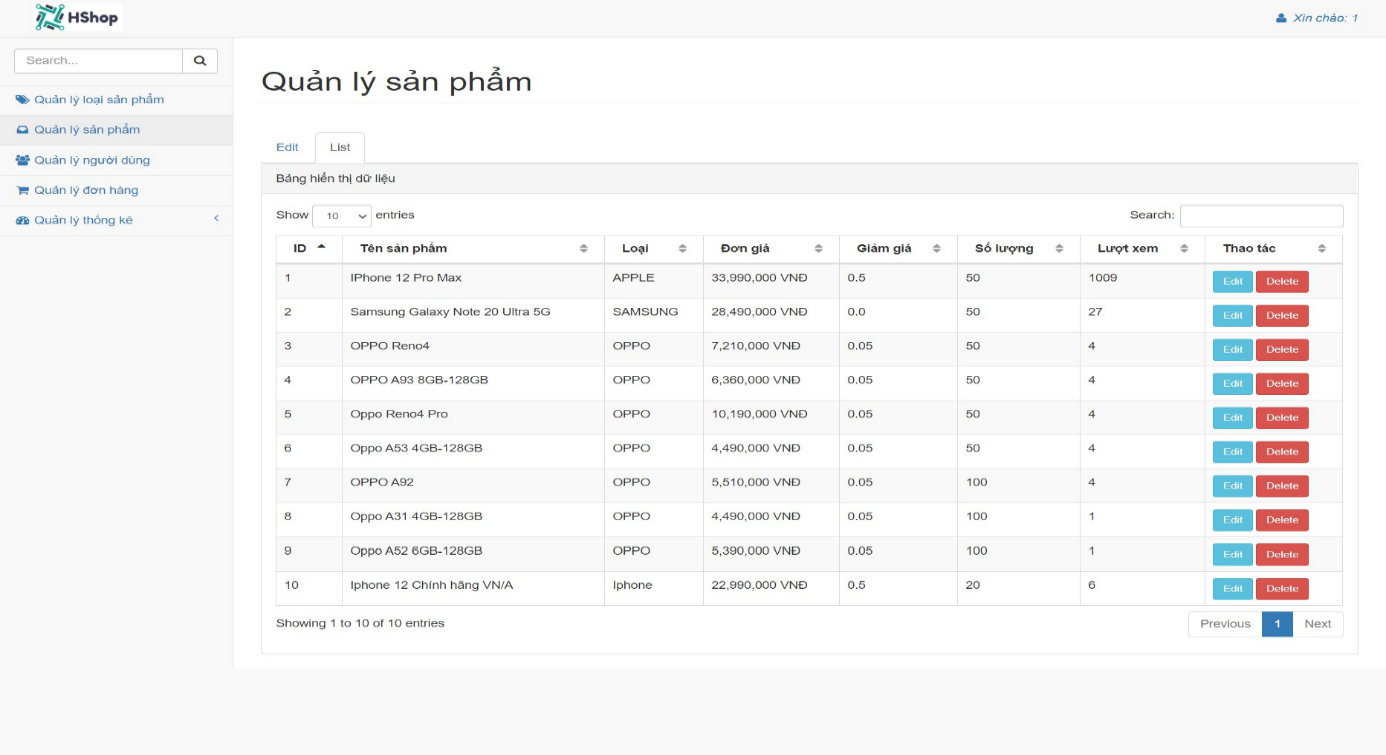 HShop
Xin chào: 1
Search...
Quản lý loại sản phẩm
Quản lý sản phẩm
Quản lý người dùng
Quản lý đơn hàng
Quản lý thống kê
Quản lý sản phẩm
Edit List
Bảng hiển thị dữ liệu
Show 10 entries Search:
ID Tên sản phẩm Loại Đơn giá Giảm giá Số lượng Lượt xem Thao tác
1 IPhone 12 Pro Max APPLE 33,990,000 VNĐ 0.5 50 1009 Edit Delete
2 Samsung Galaxy Note 20 Ultra 5G SAMSUNG 28,490,000 VNĐ 0.0 50 27 Edit Delete
3 OPPO Reno4 OPPO 7,210,000 VNĐ 0.05 50 4 Edit Delete
4 OPPO A93 8GB-128GB OPPO 6,360,000 VNĐ 0.05 50 4 Edit Delete
5 Oppo Reno4 Pro OPPO 10,190,000 VNĐ 0.05 50 4 Edit Delete
6 Oppo A53 4GB-128GB OPPO 4,490,000 VNĐ 0.05 50 4 Edit Delete
7 OPPO A92 OPPO 5,510,000 VNĐ 0.05 100 4 Edit Delete
8 Oppo A31 4GB-128GB OPPO 4,490,000 VNĐ 0.05 100 1 Edit Delete
9 Oppo A52 6GB-128GB OPPO 5,390,000 VNĐ 0.05 100 1 Edit Delete
10 Iphone 12 Chính hãng VN/A Iphone 22,990,000 VNĐ 0.5 20 6 Edit Delete
Showing 1 to 10 of 10 entries Previous 1 Next